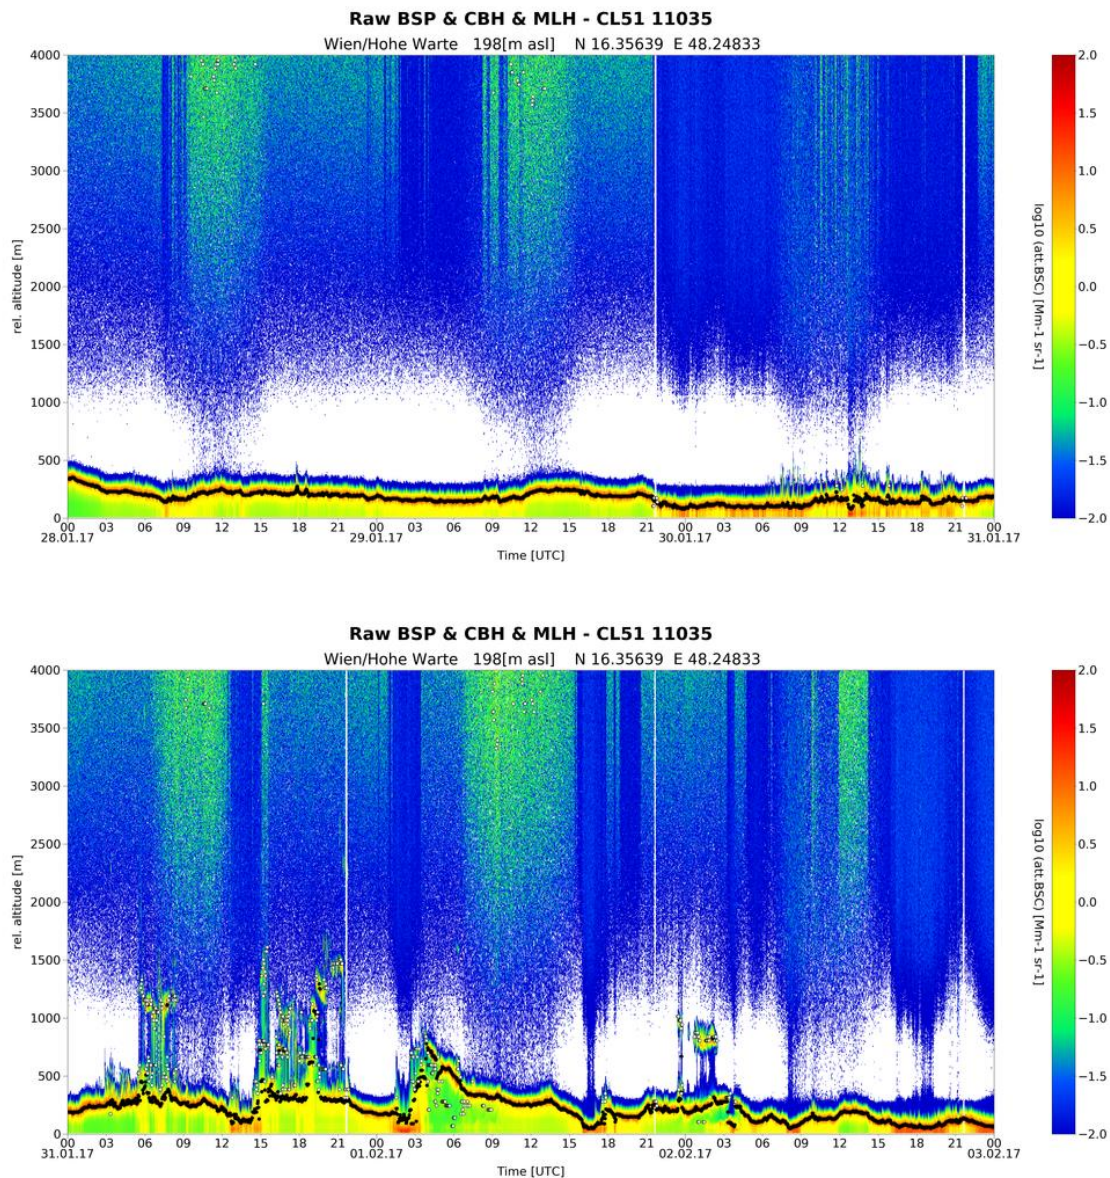 Raw BSP & CBH & MLH - CL51 11035
Wien/Hohe Warte 198[m asl] N 16.35639 E 48.24833
4000
3500
3000
2500
2000
1500
1000
500
0
rel. altitude [m]
00 03 06 09 12 15 18 21 00 03 06 09 12 15 18 21 00 03 06 09 12 15 18 21 00
28.01.17 29.01.17 30.01.17 31.01.17
Time [UTC]
2.0
1.5
1.0
0.5
0.0
−0.5
−1.0
−1.5
−2.0
log10 (att.BSC) [Mm-1 sr-1]
Raw BSP & CBH & MLH - CL51 11035
Wien/Hohe Warte 198[m asl] N 16.35639 E 48.24833
4000
3500
3000
2500
2000
1500
1000
500
0
rel. altitude [m]
00 03 06 09 12 15 18 21 00 03 06 09 12 15 18 21 00 03 06 09 12 15 18 21 00
31.01.17 01.02.17 02.02.17 03.02.17
Time [UTC]
2.0
1.5
1.0
0.5
0.0
−0.5
−1.0
−1.5
−2.0
log10 (att.BSC) [Mm-1 sr-1]